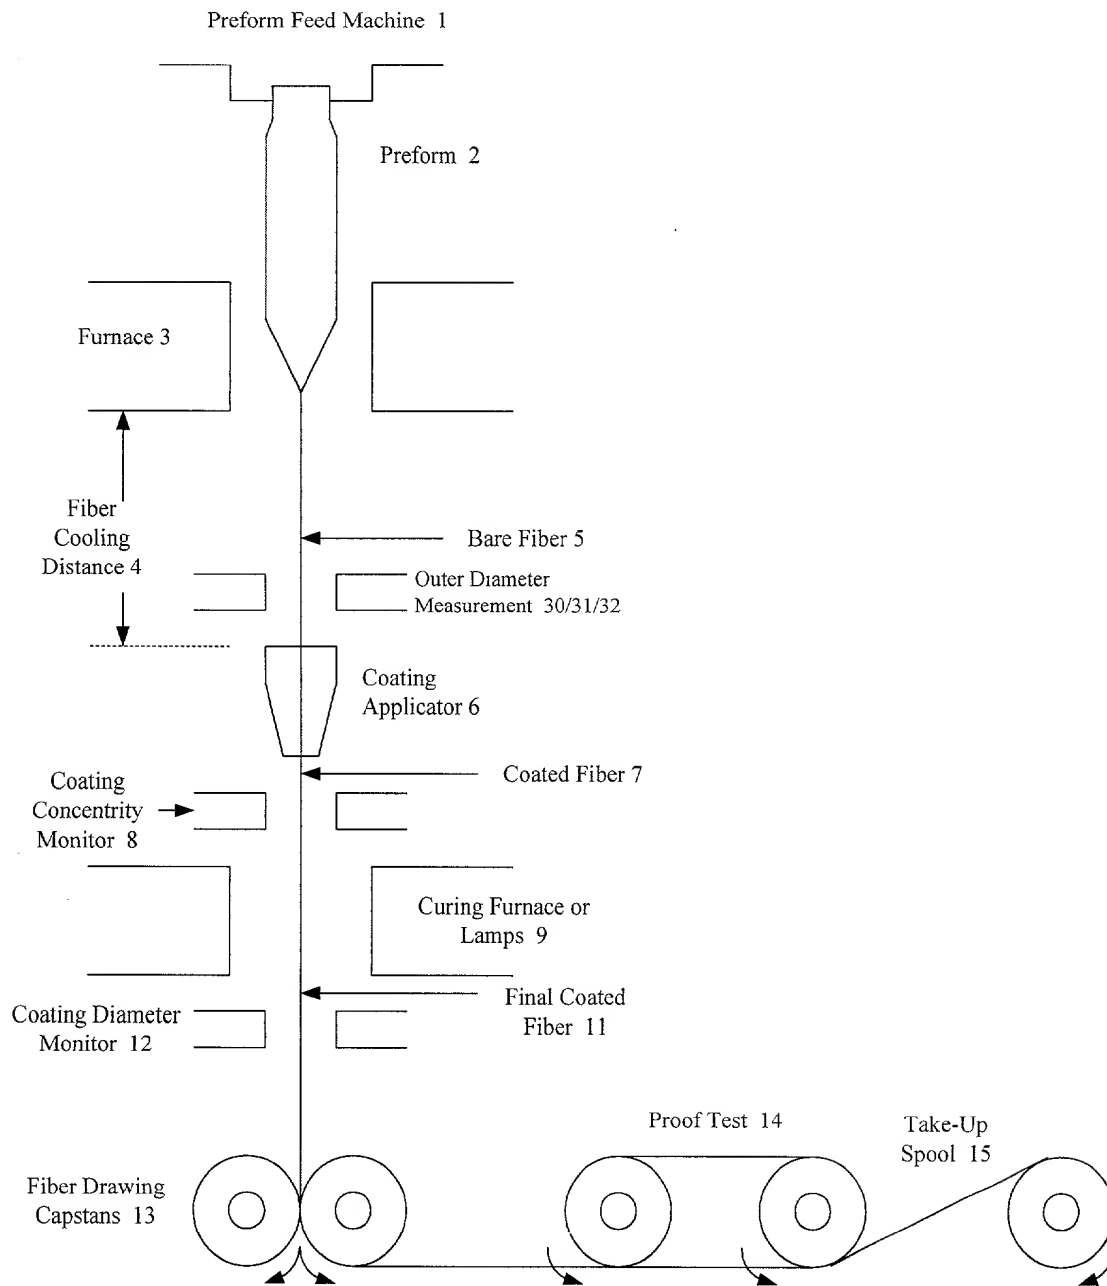 Preform Feed Machine 1
Preform 2
Furnace 3
Fiber
Cooling
Distance 4
Bare Fiber 5
Outer Diameter
Measurement 30/31/32
Coating
Applicator 6
Coated Fiber 7
Coating
Concentrity
Monitor 8
Curing Furnace or
Lamps 9
Final Coated
Fiber 11
Coating Diameter
Monitor 12
Proof Test 14
Take-Up
Spool 15
Fiber Drawing
Capstans 13